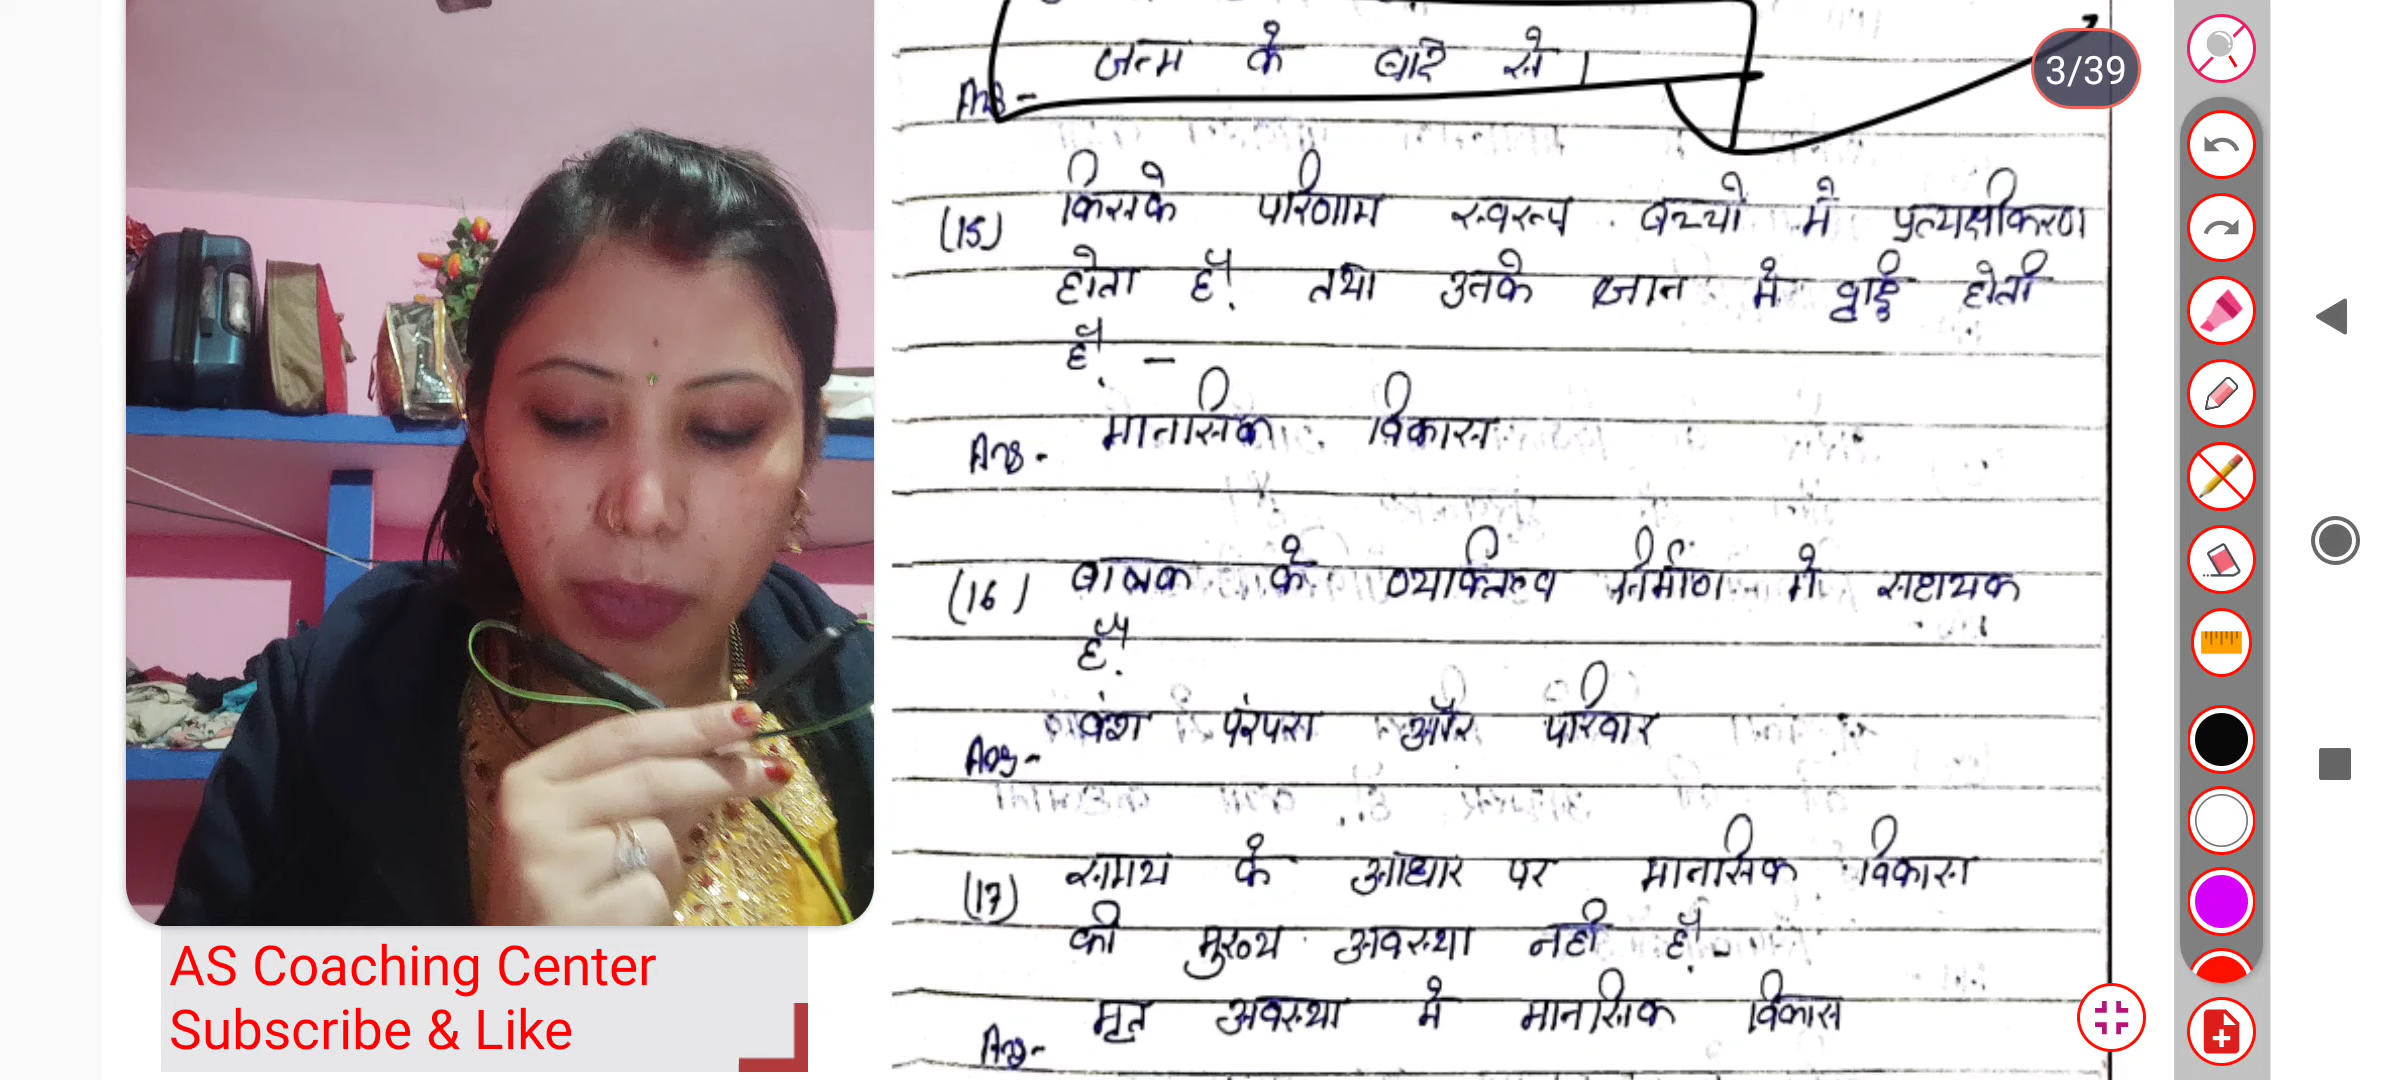 जन्म के बाद से।
Ans-
(15) किसके परिणाम स्वरूप बच्चों में प्रत्यक्षीकरण
होता है। तथा उनके ज्ञान में वृद्धि होती
है। -
Ans. मानसिक विकास
(16) बालक के व्यक्तित्व निर्माण में सहायक
है।
Ans- वंश परंपरा और परिवार
(17) समय के आधार पर मानसिक विकास
की मुख्य अवस्था नही है। -
Ans- मृत अवस्था मे मानसिक विकास
3/39
AS Coaching Center
Subscribe & Like